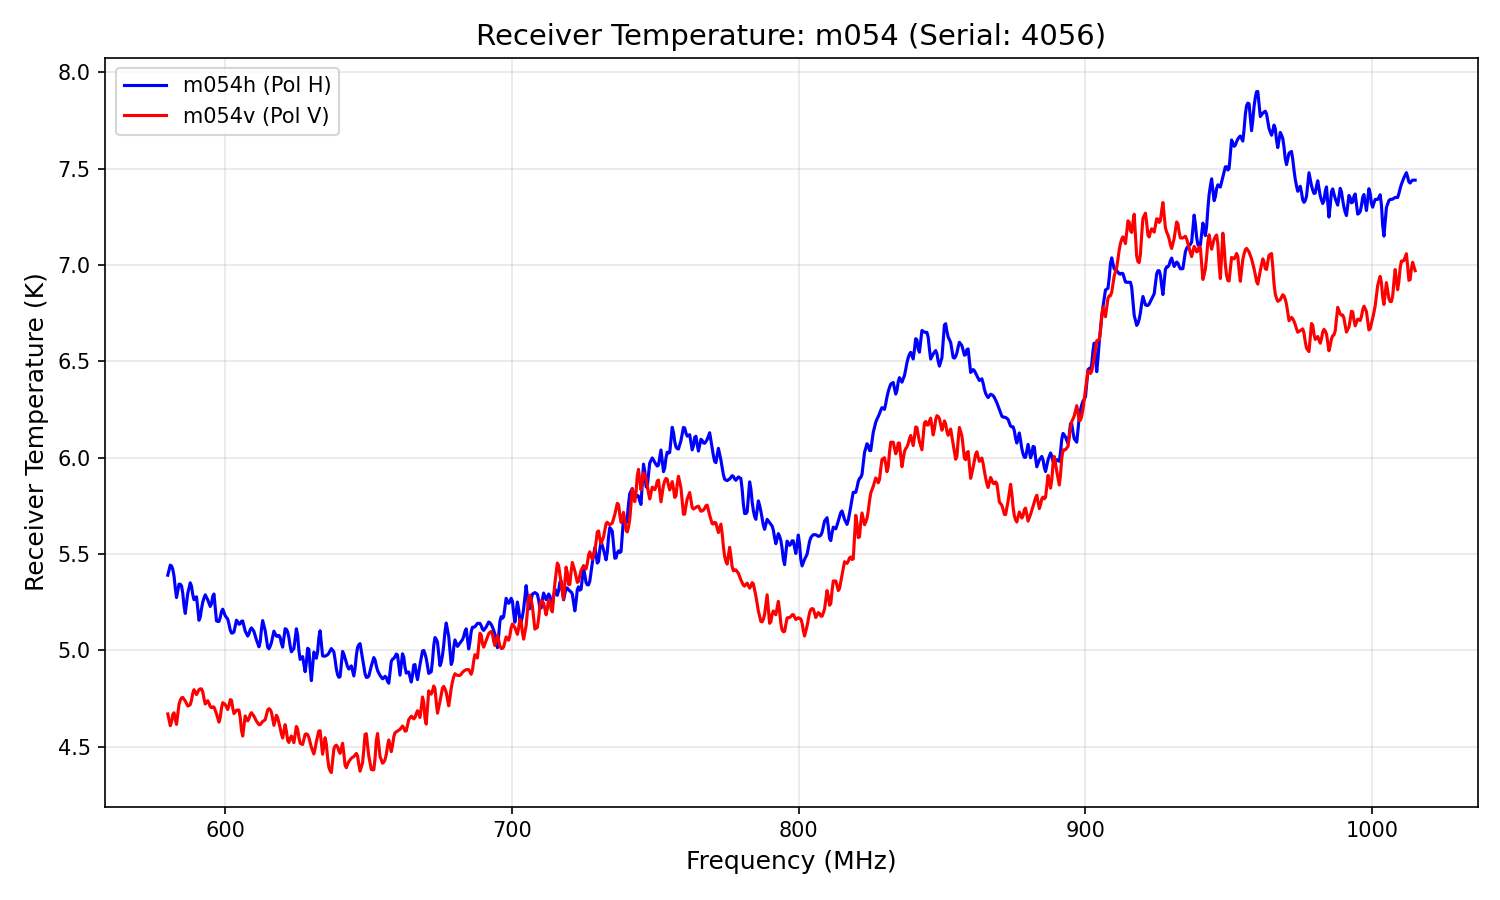 Receiver Temperature: m054 (Serial: 4056)
m054h (Pol H)
m054v (Pol V)
8.0
7.5
7.0
6.5
6.0
5.5
5.0
4.5
Receiver Temperature (K)
600 700 800 900 1000
Frequency (MHz)